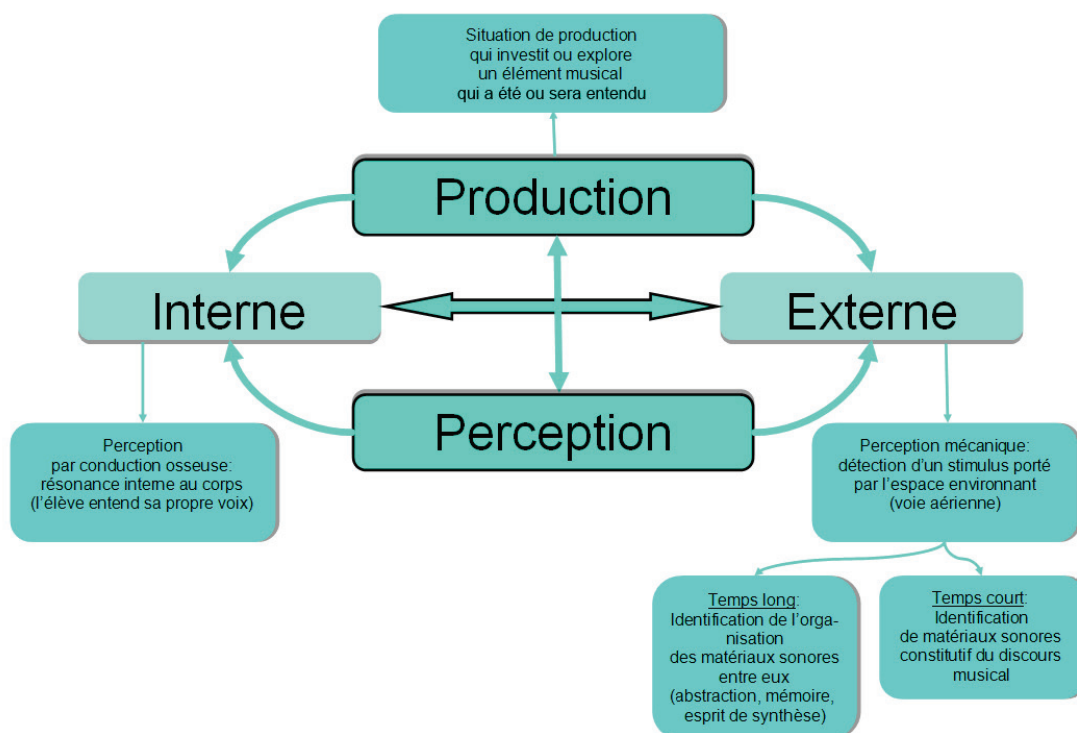 Situation de production
qui investit ou explore
un élément musical
qui a été ou sera entendu
Production
Interne
Externe
Perception
Perception
par conduction osseuse:
résonance interne au corps
(l'élève entend sa propre voix)
Perception mécanique:
détection d'un stimulus porté
par l'espace environnant
(voie aérienne)
Temps long:
Identification de l'orga-
nisation
des matériaux sonores
entre eux
(abstraction, mémoire,
esprit de synthèse)
Temps court:
Identification
de matériaux sonores
constitutif du discours
musical